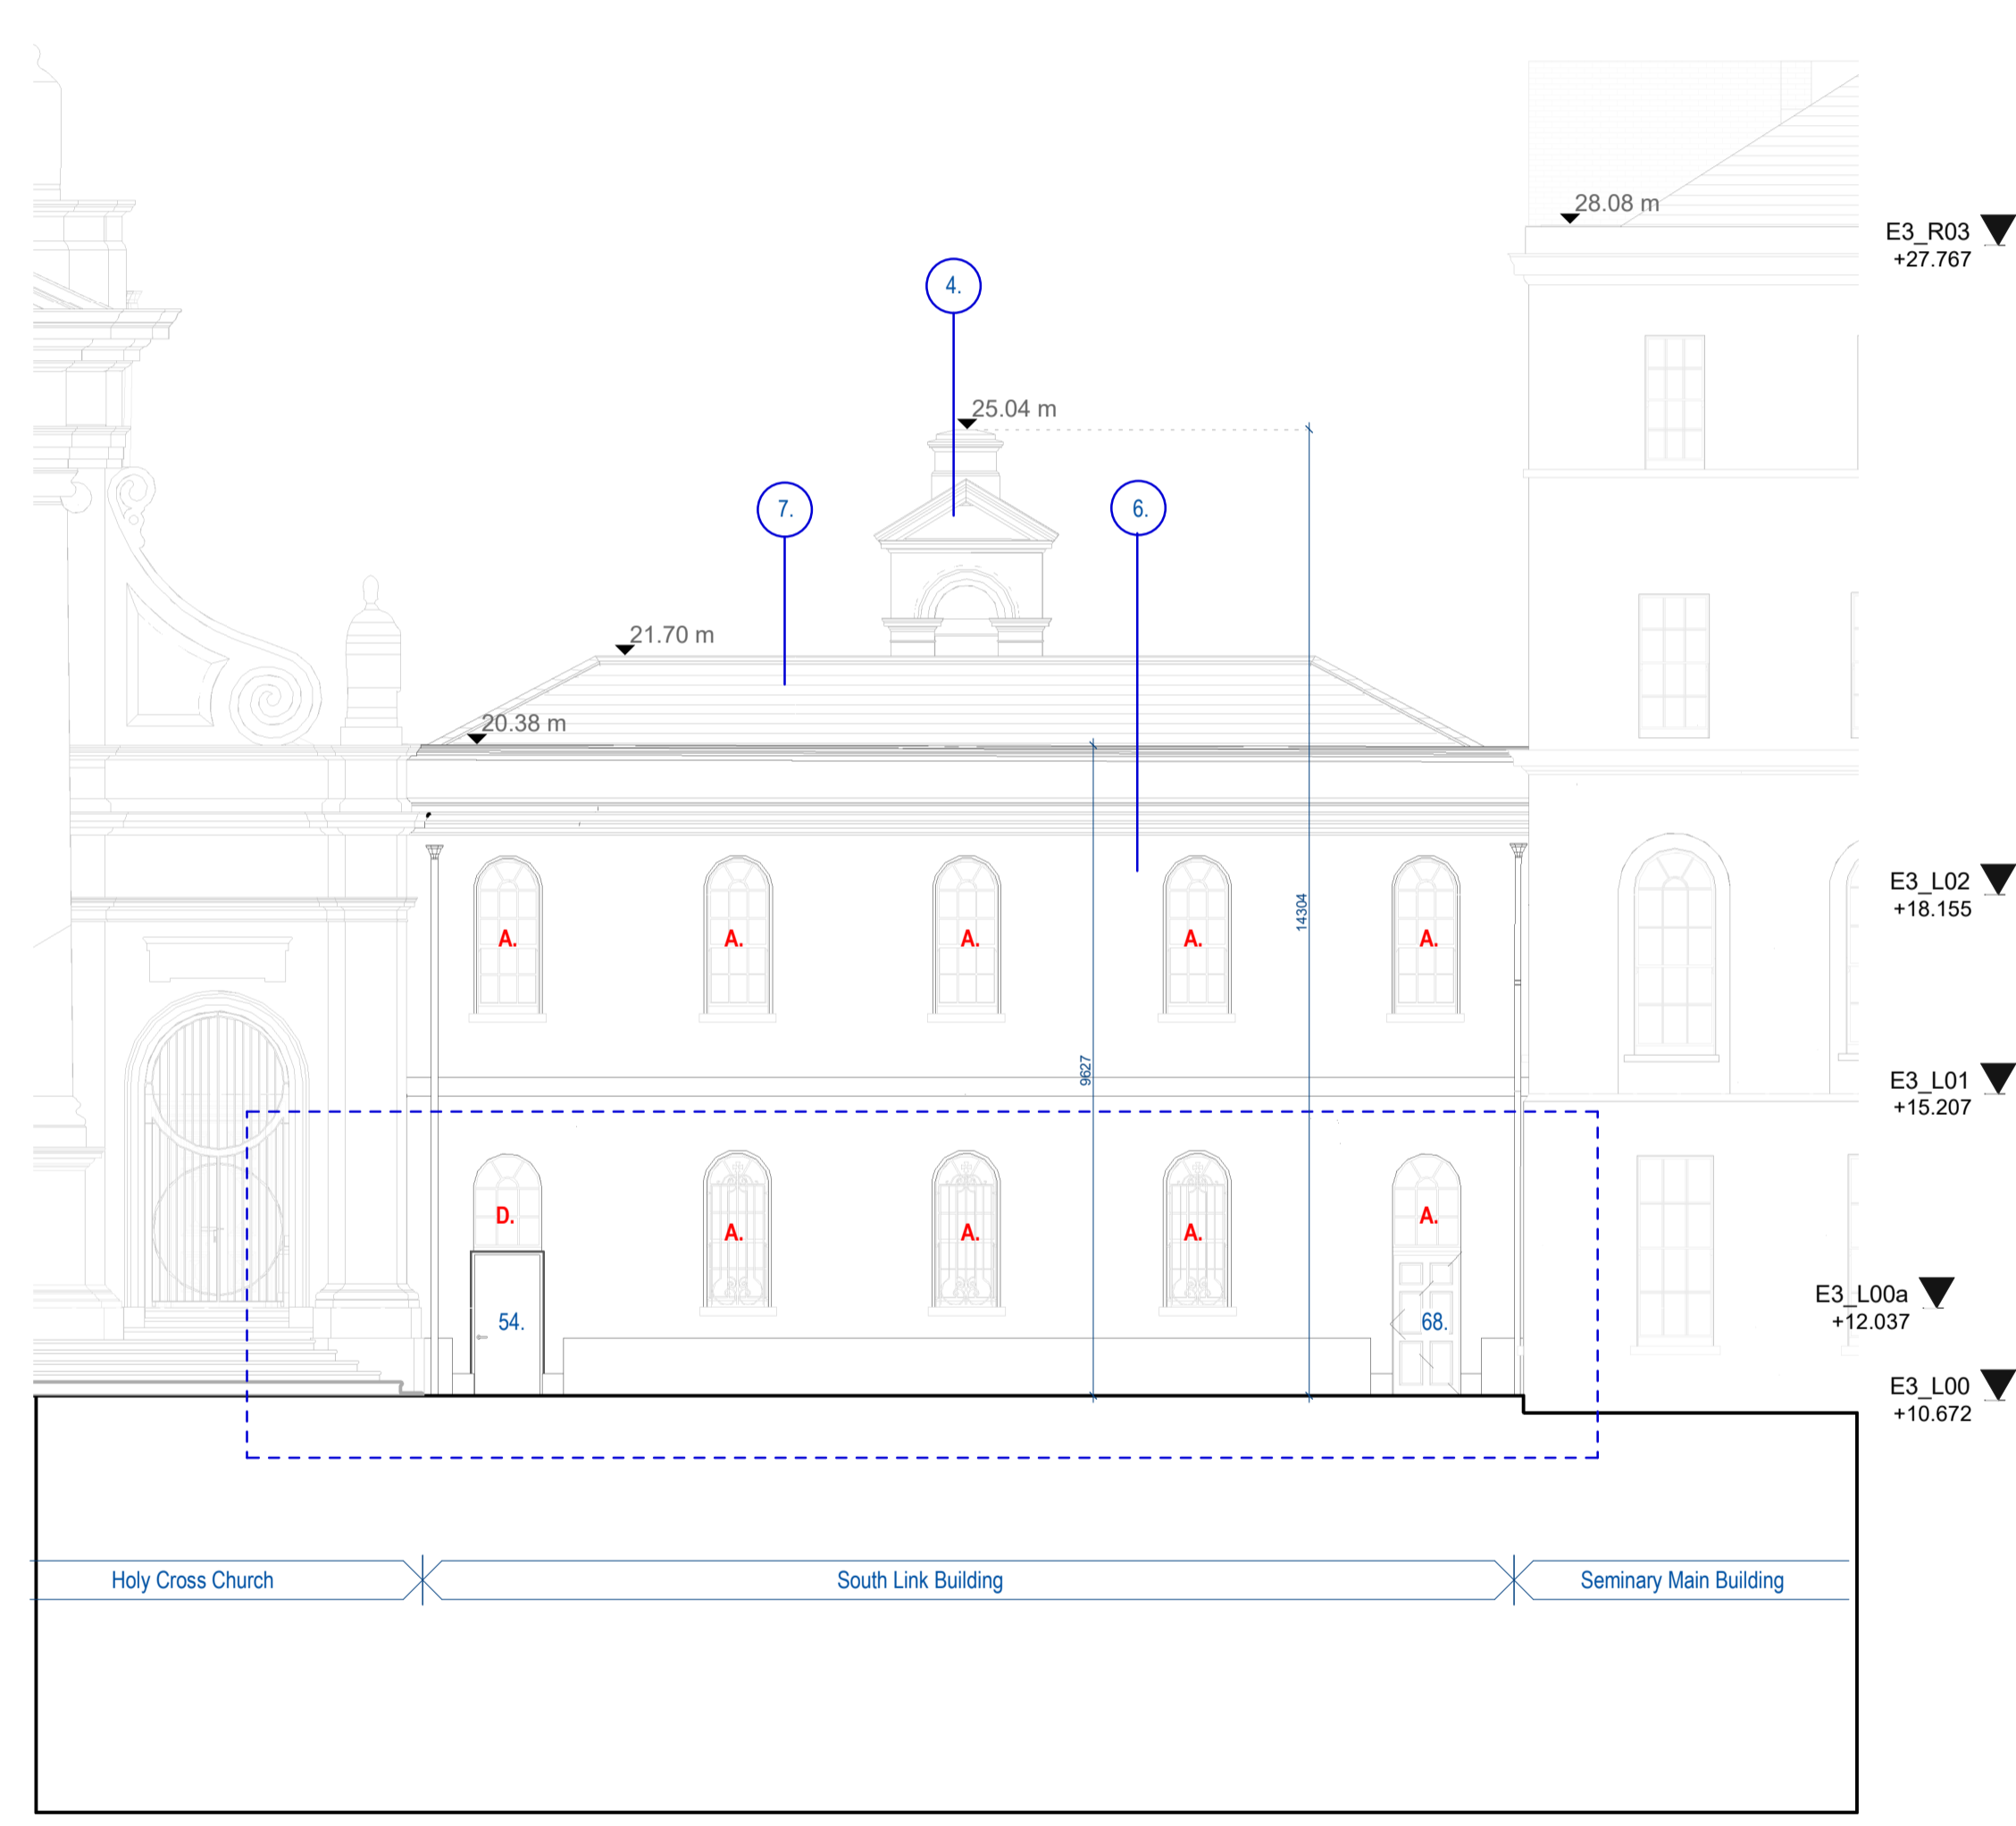 28.08 m
E3_R03
+27.767
4.
25.04 m
7.
6.
21.70 m
20.38 m
E3_L02
+18.155
14304
A. A. A. A. A.
9627
E3_L01
+15.207
D. A. A. A. A.
54. 68.
E3_L00a
+12.037
E3_L00
+10.672
Holy Cross Church South Link Building Seminary Main Building